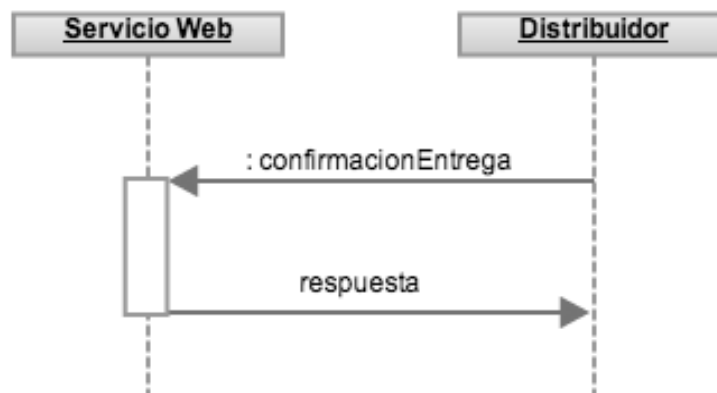 Servicio Web
Distribuidor
: confirmacionEntrega
respuesta